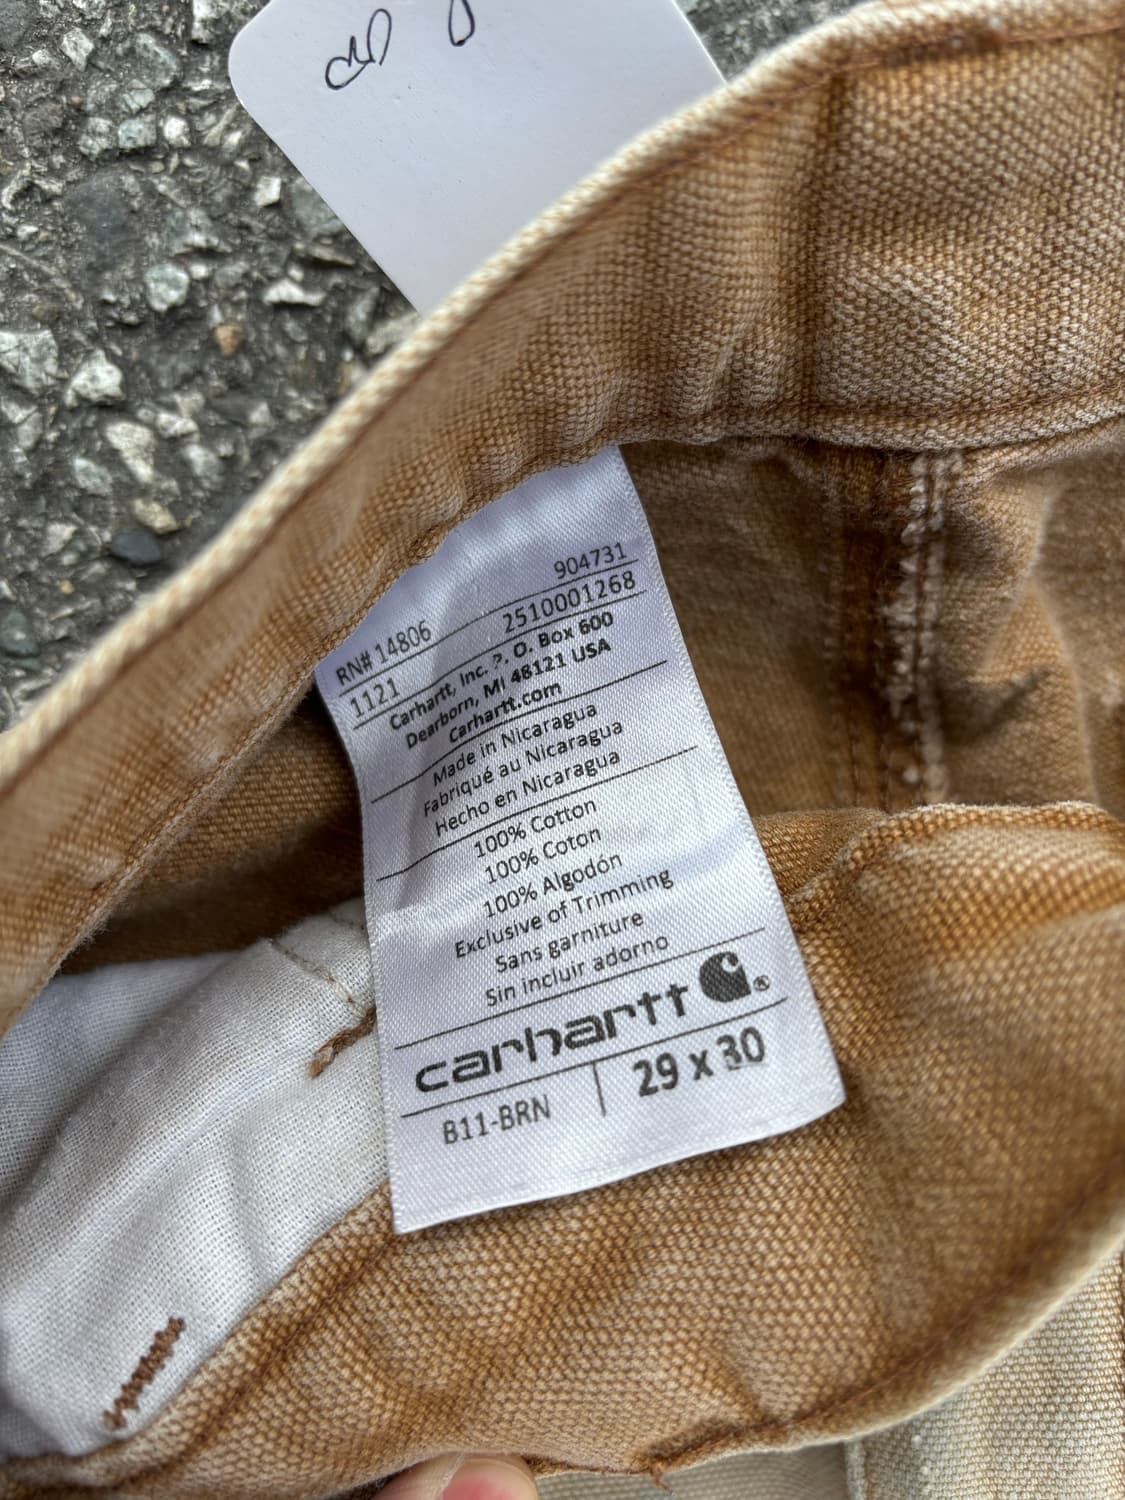 RN# 14806 904731
1121 2510001268
Carhartt, Inc. P. O. Box 600
Dearborn, MI 48121 USA
Carhartt.com
Made in Nicaragua
Fabriqué au Nicaragua
Hecho en Nicaragua
100% Cotton
100% Coton
100% Algodón
Exclusive of Trimming
Sans garniture
Sin incluir adorno
carhartt ®
B11-BRN 29 x 30